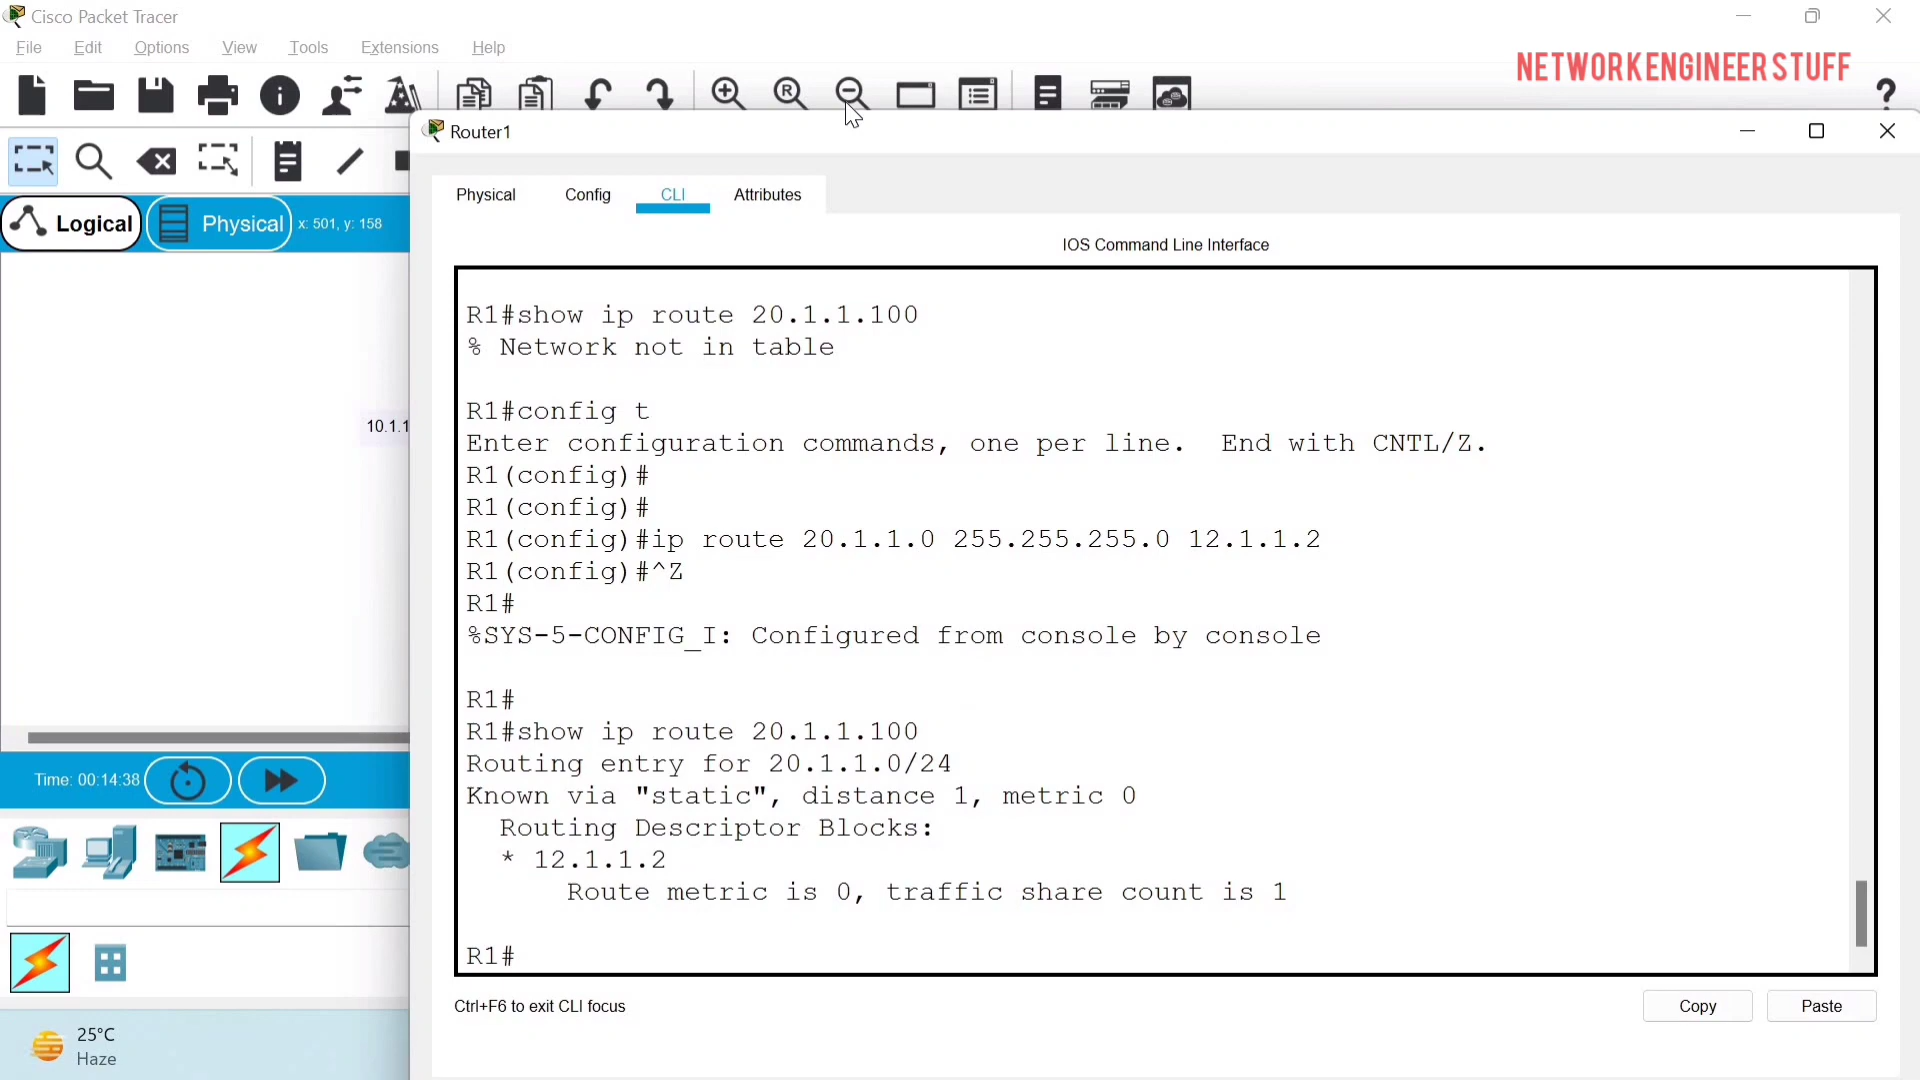 Cisco Packet Tracer
File Edit Options View Tools Extensions Help
NETWORKENGINEER STUFF
Router1
Physical Config CLI Attributes
Logical Physical x: 501, y: 158
IOS Command Line Interface
R1#show ip route 20.1.1.100
% Network not in table
R1#config t
Enter configuration commands, one per line. End with CNTL/Z.
R1(config)#
R1(config)#
R1(config)#ip route 20.1.1.0 255.255.255.0 12.1.1.2
R1(config)#^Z
R1#
%SYS-5-CONFIG_I: Configured from console by console
R1#
R1#show ip route 20.1.1.100
Routing entry for 20.1.1.0/24
Known via "static", distance 1, metric 0
Routing Descriptor Blocks:
* 12.1.1.2
Route metric is 0, traffic share count is 1
R1#
10.1.1
Time: 00:14:38
Ctrl+F6 to exit CLI focus
Copy Paste
25°C
Haze